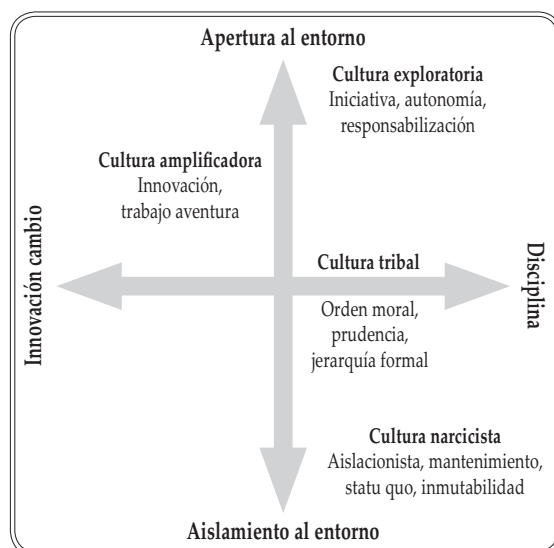 Apertura al entorno
Cultura exploratoria
Iniciativa, autonomía,
responsabilización
Cultura amplificadora
Innovación,
trabajo aventura
Innovación cambio
Cultura tribal
Orden moral,
prudencia,
jerarquía formal
Disciplina
Cultura narcicista
Aislacionista, mantenimiento,
statu quo, inmutabilidad
Aislamiento al entorno